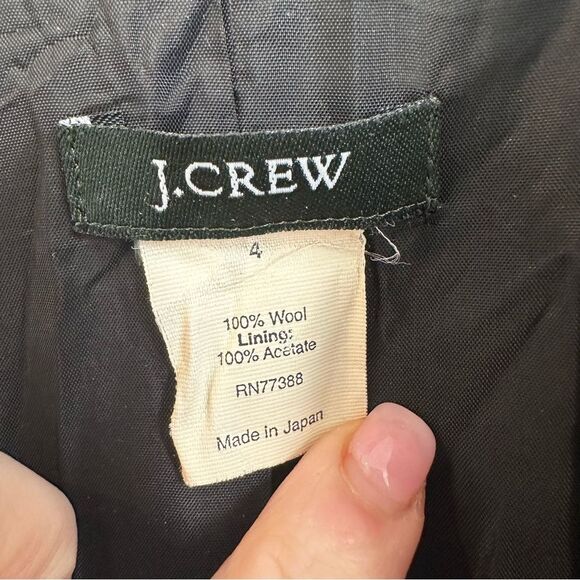 J.CREW
4
100% Wool
Lining:
100% Acetate
RN77388
Made in Japan